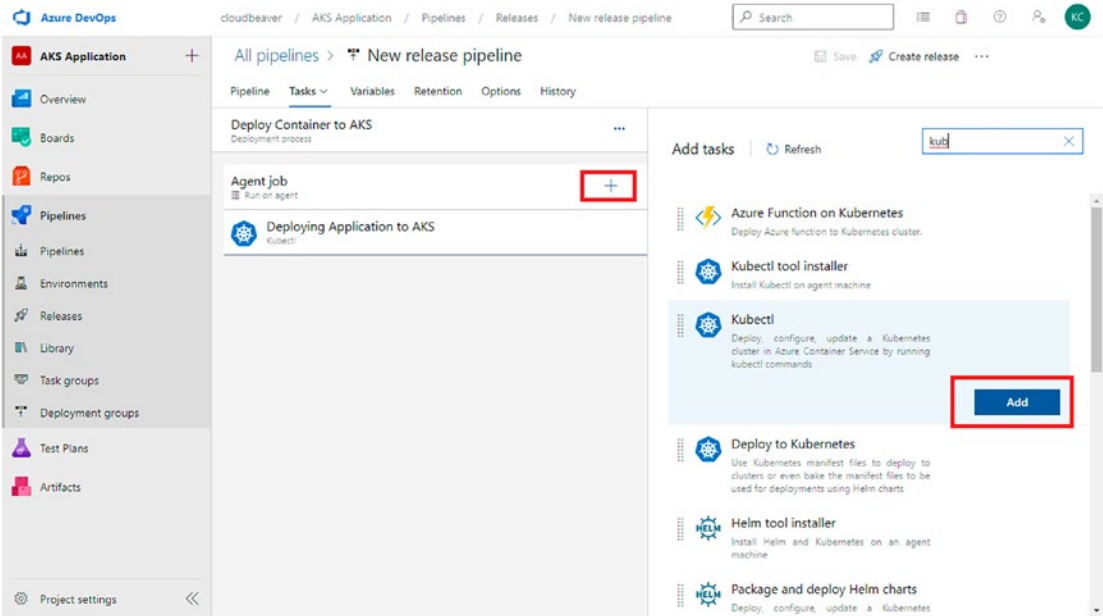 Azure DevOps
cloudbeaver / AKS Application / Pipelines / Releases / New release pipeline
Search
KC
AA AKS Application
Overview
Boards
Repos
Pipelines
Pipelines
Environments
Releases
Library
Task groups
Deployment groups
Test Plans
Artifacts
Project settings
All pipelines > New release pipeline
Save Create release ...
Pipeline Tasks Variables Retention Options History
Deploy Container to AKS ...
Deployment process
Agent job +
Run on agent
Deploying Application to AKS
Kubectl
Add tasks Refresh
kub
Azure Function on Kubernetes
Deploy Azure function to Kubernetes cluster.
Kubectl tool installer
Install Kubectl on agent machine
Kubectl
Deploy, configure, update a Kubernetes
cluster in Azure Container Service by running
kubectl commands
Add
Deploy to Kubernetes
Use Kubernetes manifest files to deploy to
clusters or even bake the manifest files to be
used for deployments using Helm charts
HELM
Helm tool installer
Install Helm and Kubernetes on an agent
machine
HELM
Package and deploy Helm charts
Deploy, configure, update a Kubernetes